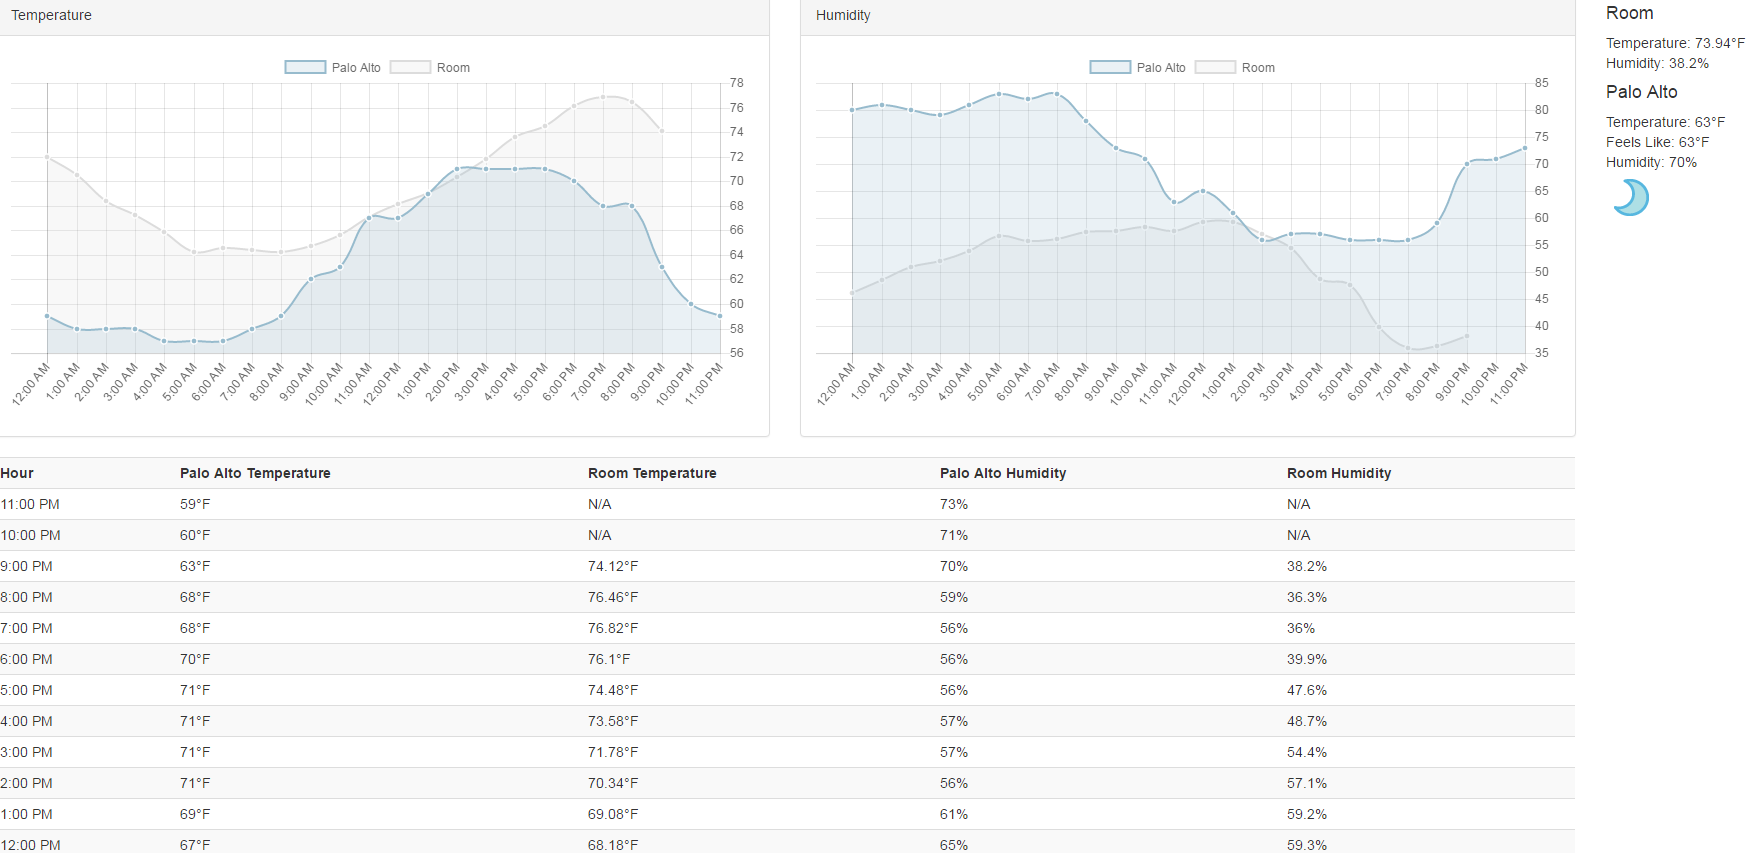 Temperature
Palo Alto Room
78
76
74
72
70
68
66
64
62
60
58
56
12:00 AM 1:00 AM 2:00 AM 3:00 AM 4:00 AM 5:00 AM 6:00 AM 7:00 AM 8:00 AM 9:00 AM 10:00 AM 11:00 AM 12:00 PM 1:00 PM 2:00 PM 3:00 PM 4:00 PM 5:00 PM 6:00 PM 7:00 PM 8:00 PM 9:00 PM 10:00 PM 11:00 PM
Humidity
Palo Alto Room
85
80
75
70
65
60
55
50
45
40
35
12:00 AM 1:00 AM 2:00 AM 3:00 AM 4:00 AM 5:00 AM 6:00 AM 7:00 AM 8:00 AM 9:00 AM 10:00 AM 11:00 AM 12:00 PM 1:00 PM 2:00 PM 3:00 PM 4:00 PM 5:00 PM 6:00 PM 7:00 PM 8:00 PM 9:00 PM 10:00 PM 11:00 PM
Room
Temperature: 73.94°F
Humidity: 38.2%
Palo Alto
Temperature: 63°F
Feels Like: 63°F
Humidity: 70%
Hour Palo Alto Temperature Room Temperature Palo Alto Humidity Room Humidity
11:00 PM 59°F N/A 73% N/A
10:00 PM 60°F N/A 71% N/A
9:00 PM 63°F 74.12°F 70% 38.2%
8:00 PM 68°F 76.46°F 59% 36.3%
7:00 PM 68°F 76.82°F 56% 36%
6:00 PM 70°F 76.1°F 56% 39.9%
5:00 PM 71°F 74.48°F 56% 47.6%
4:00 PM 71°F 73.58°F 57% 48.7%
3:00 PM 71°F 71.78°F 57% 54.4%
2:00 PM 71°F 70.34°F 56% 57.1%
1:00 PM 69°F 69.08°F 61% 59.2%
12:00 PM 67°F 68.18°F 65% 59.3%